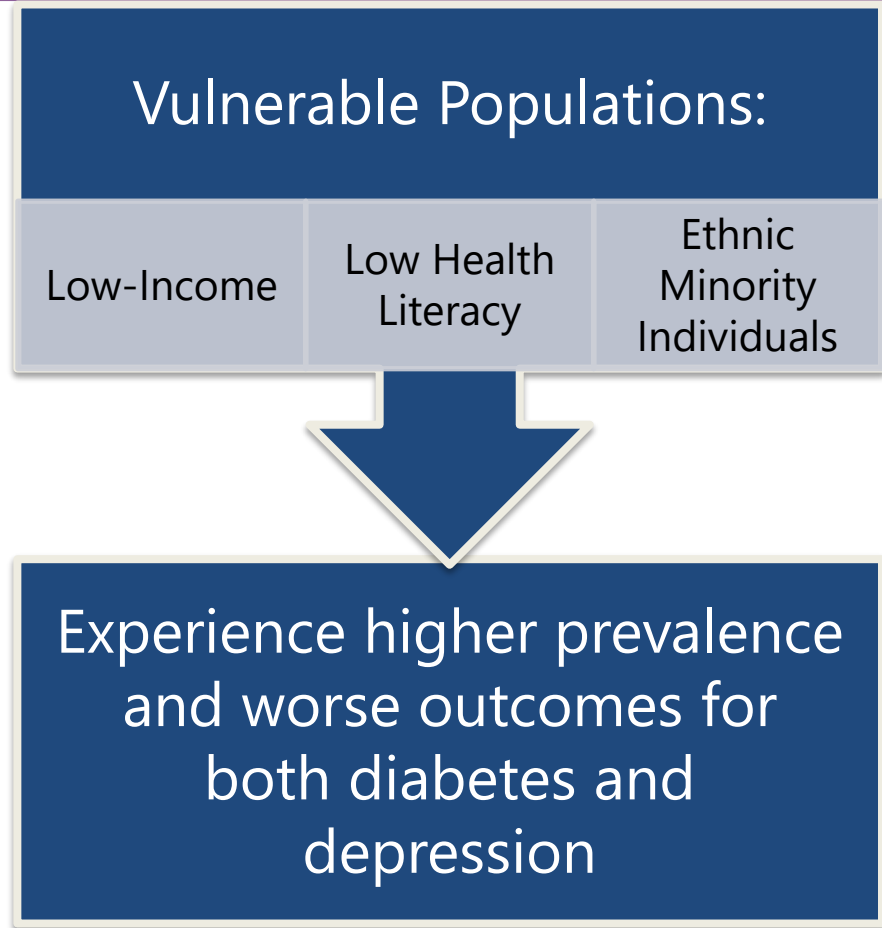 Vulnerable Populations:
Low-Income
Low Health
Literacy
Ethnic
Minority
Individuals
Experience higher prevalence
and worse outcomes for
both diabetes and
depression